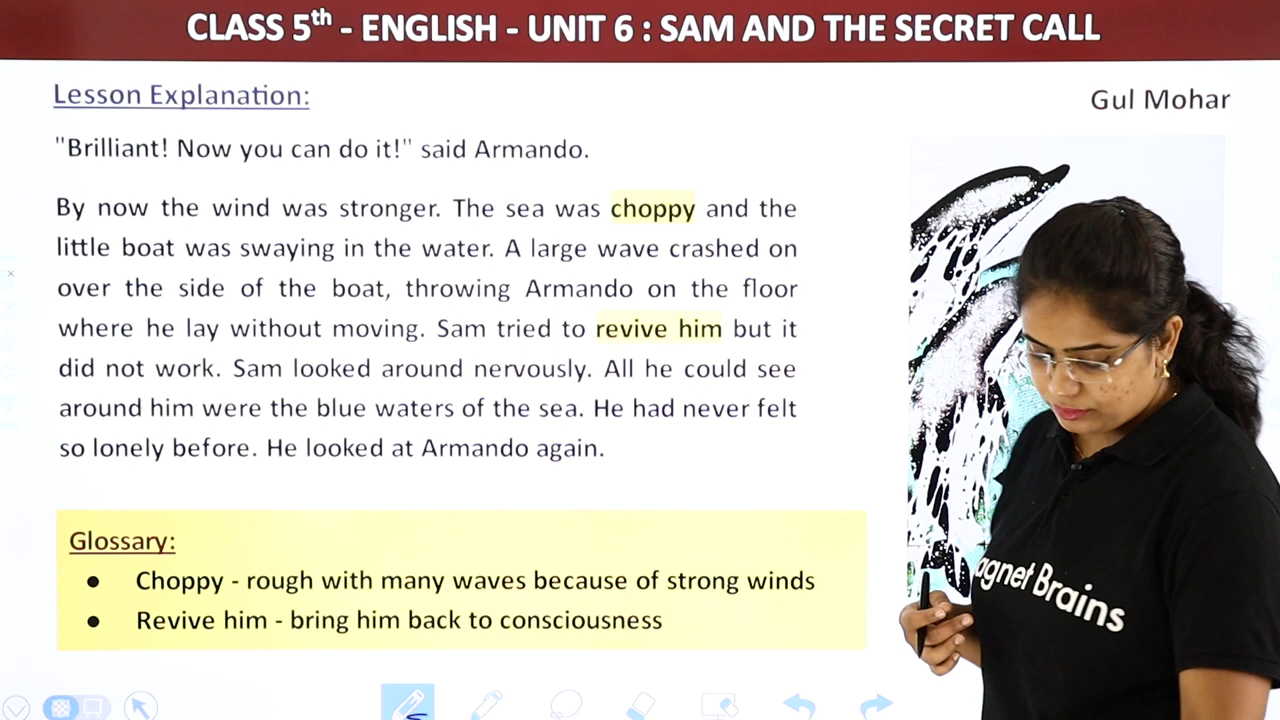 CLASS 5th - ENGLISH - UNIT 6 : SAM AND THE SECRET CALL
Lesson Explanation:
Gul Mohar
"Brilliant! Now you can do it!" said Armando.
By now the wind was stronger. The sea was choppy and the
little boat was swaying in the water. A large wave crashed on
over the side of the boat, throwing Armando on the floor
where he lay without moving. Sam tried to revive him but it
did not work. Sam looked around nervously. All he could see
around him were the blue waters of the sea. He had never felt
so lonely before. He looked at Armando again.
Glossary:
● Choppy - rough with many waves because of strong winds
● Revive him - bring him back to consciousness
agnet Brains